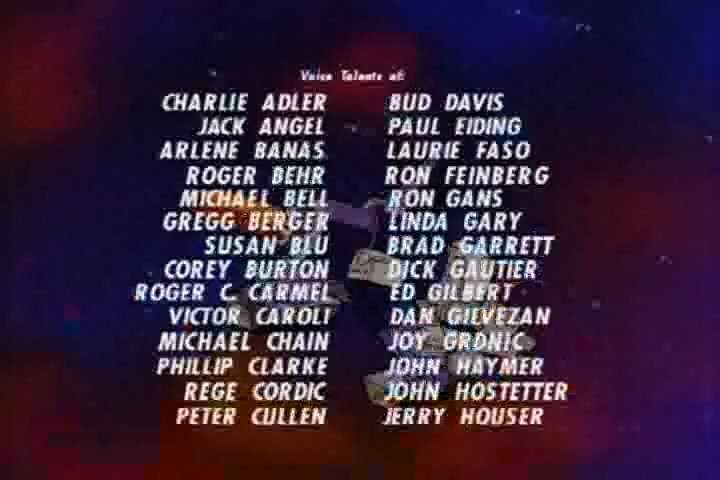 Voice Talents of:
CHARLIE ADLER BUD DAVIS
JACK ANGEL PAUL EIDING
ARLENE BANAS LAURIE FASO
ROGER BEHR RON FEINBERG
MICHAEL BELL RON GANS
GREGG BERGER LINDA GARY
SUSAN BLU BRAD GARRETT
COREY BURTON DICK GAUTIER
ROGER C. CARMEL ED GILBERT
VICTOR CAROLI DAN GILVEZAN
MICHAEL CHAIN JOY GRDNIC
PHILLIP CLARKE JOHN HAYMER
REGE CORDIC JOHN HOSTETTER
PETER CULLEN JERRY HOUSER